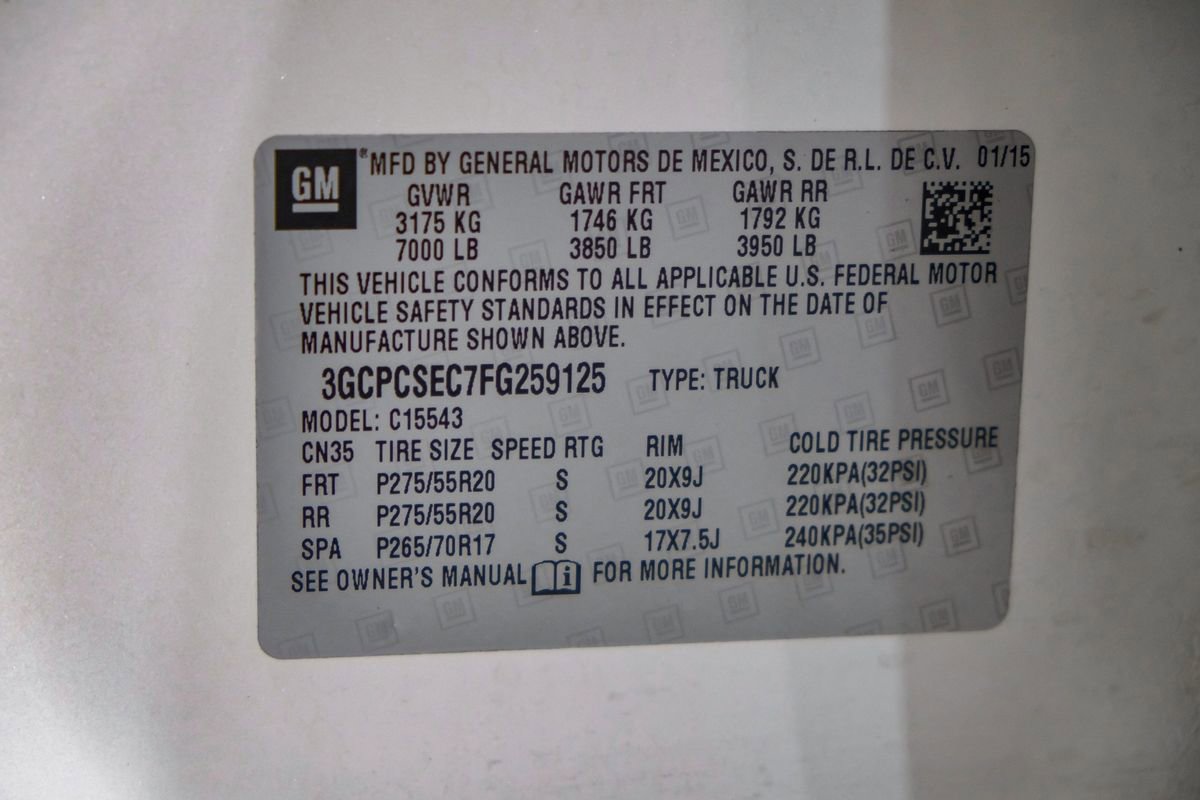 GM ®MFD BY GENERAL MOTORS DE MEXICO, S. DE R.L. DE C.V. 01/15
GVWR GAWR FRT GAWR RR
3175 KG 1746 KG 1792 KG
7000 LB 3850 LB 3950 LB
THIS VEHICLE CONFORMS TO ALL APPLICABLE U.S. FEDERAL MOTOR
VEHICLE SAFETY STANDARDS IN EFFECT ON THE DATE OF
MANUFACTURE SHOWN ABOVE.
3GCPCSEC7FG259125 TYPE: TRUCK
MODEL: C15543
CN35 TIRE SIZE SPEED RTG RIM COLD TIRE PRESSURE
FRT P275/55R20 S 20X9J 220KPA(32PSI)
RR P275/55R20 S 20X9J 220KPA(32PSI)
SPA P265/70R17 S 17X7.5J 240KPA(35PSI)
SEE OWNER'S MANUAL i FOR MORE INFORMATION.